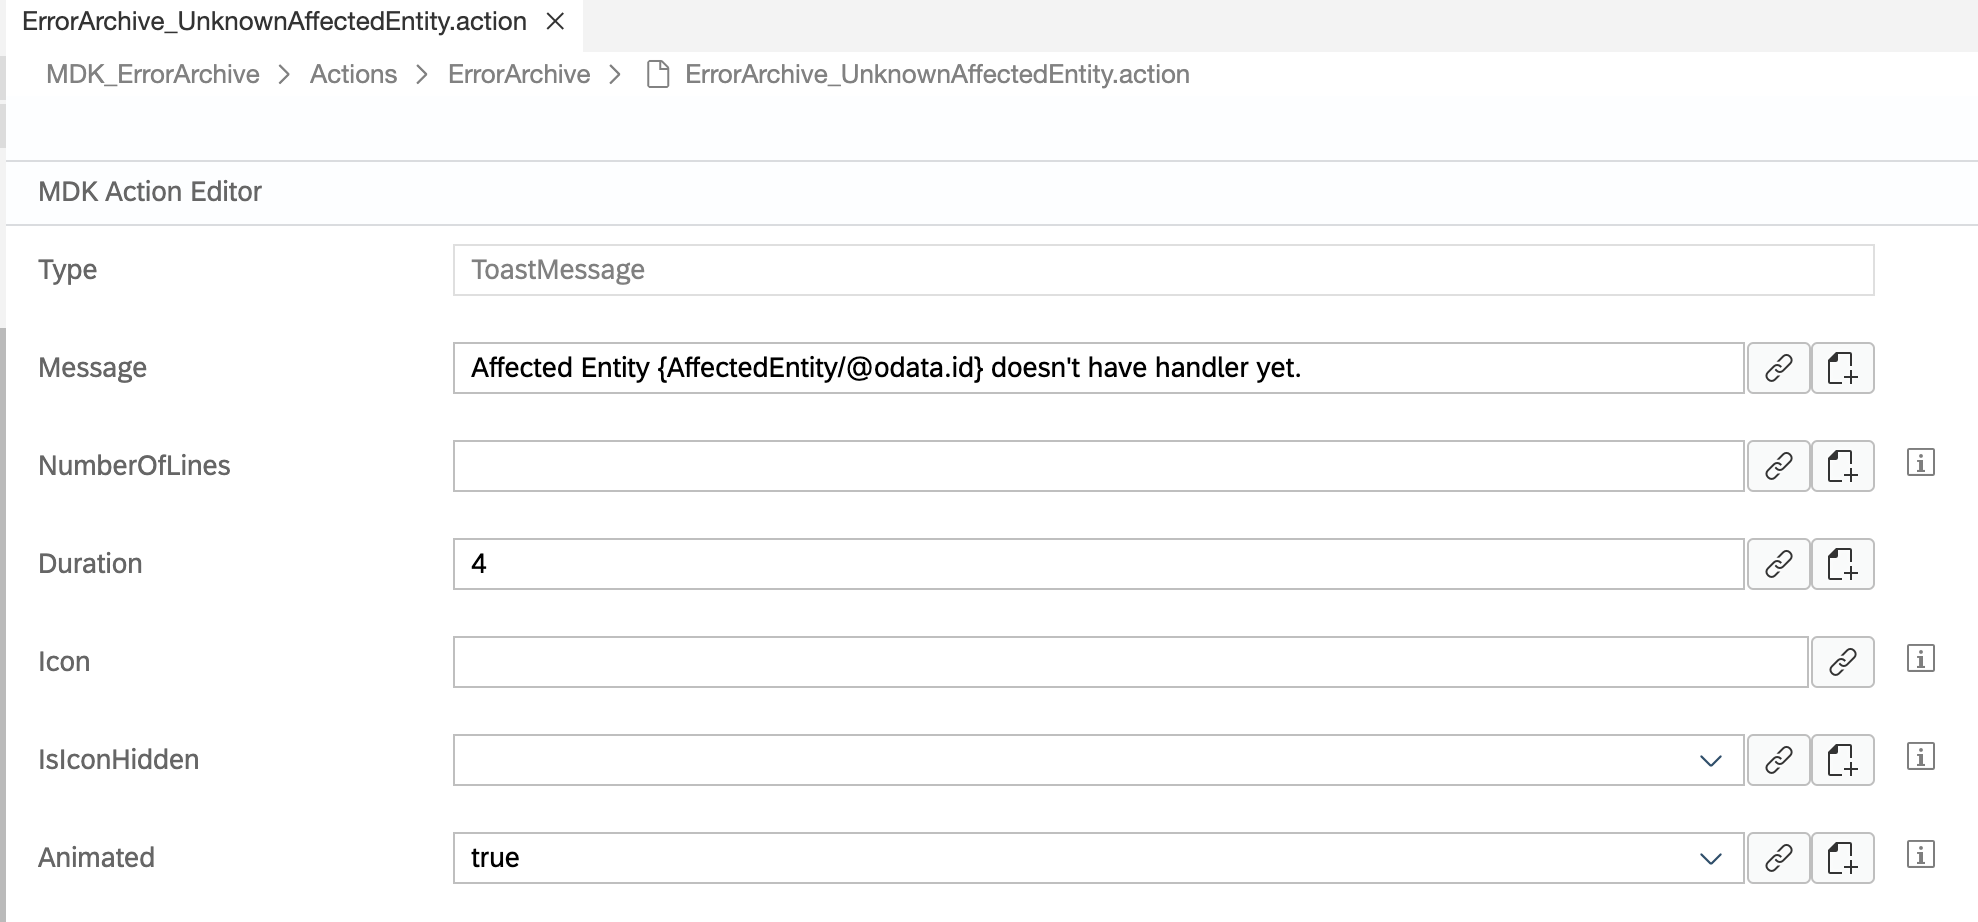 ErrorArchive_UnknownAffectedEntity.action
MDK_ErrorArchive > Actions > ErrorArchive > ErrorArchive_UnknownAffectedEntity.action
MDK Action Editor
Type ToastMessage
Message Affected Entity {AffectedEntity/@odata.id} doesn't have handler yet.
NumberOfLines
Duration 4
Icon
IsIconHidden
Animated true